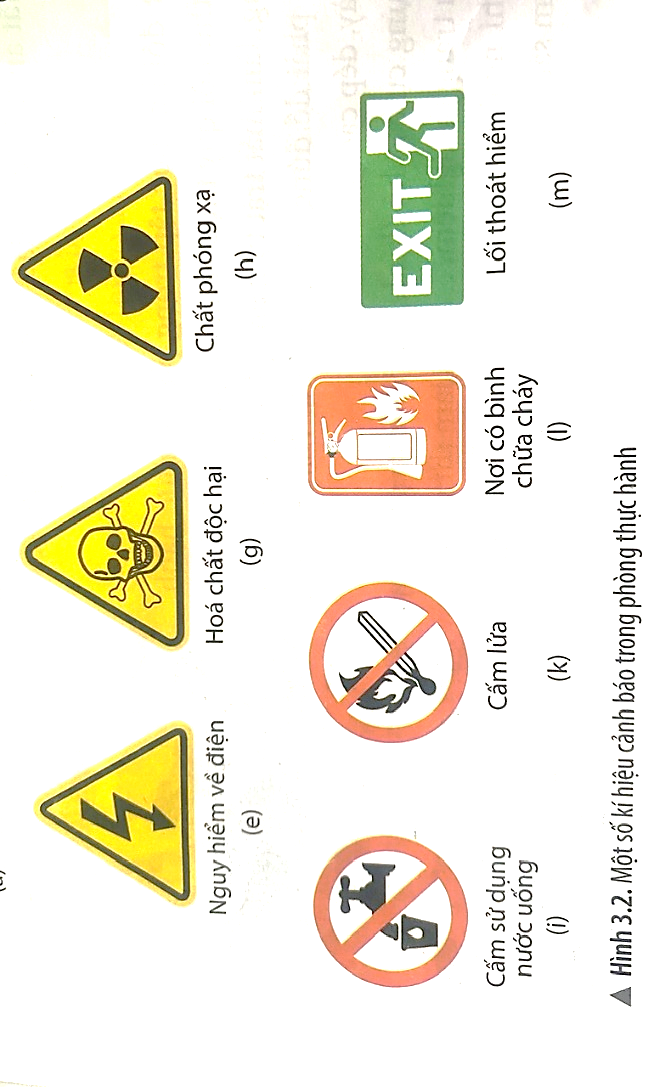 Nguy hiểm về điện
(e)
Hoá chất độc hại
(g)
Chất phóng xạ
(h)
Cấm sử dụng
nước uống
(i)
Cấm lửa
(k)
Nơi có bình
chữa cháy
(l)
EXIT
Lối thoát hiểm
(m)
▲ Hình 3.2. Một số kí hiệu cảnh báo trong phòng thực hành